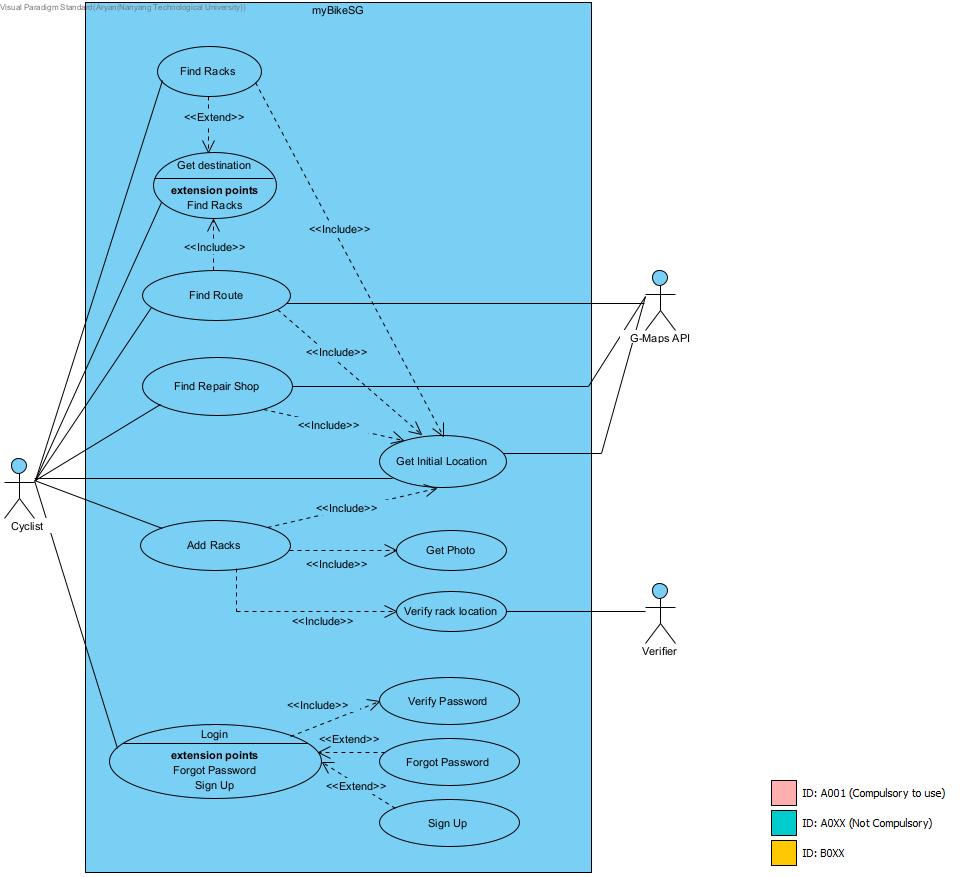 Visual Paradigm Standard(Aryan(Nanyang Technological University))
myBikeSG
Find Racks
<<Extend>>
Get destination
extension points
Find Racks
<<Include>>
<<Include>>
Find Route
G-Maps API
<<Include>>
Find Repair Shop
<<Include>>
Get Initial Location
Cyclist
<<Include>>
Add Racks
Get Photo
<<Include>>
Verify rack location
<<Include>>
Verifier
Verify Password
<<Include>>
Login
extension points
Forgot Password
Sign Up
<<Extend>>
Forgot Password
<<Extend>>
Sign Up
ID: A001 (Compulsory to use)
ID: A0XX (Not Compulsory)
ID: B0XX